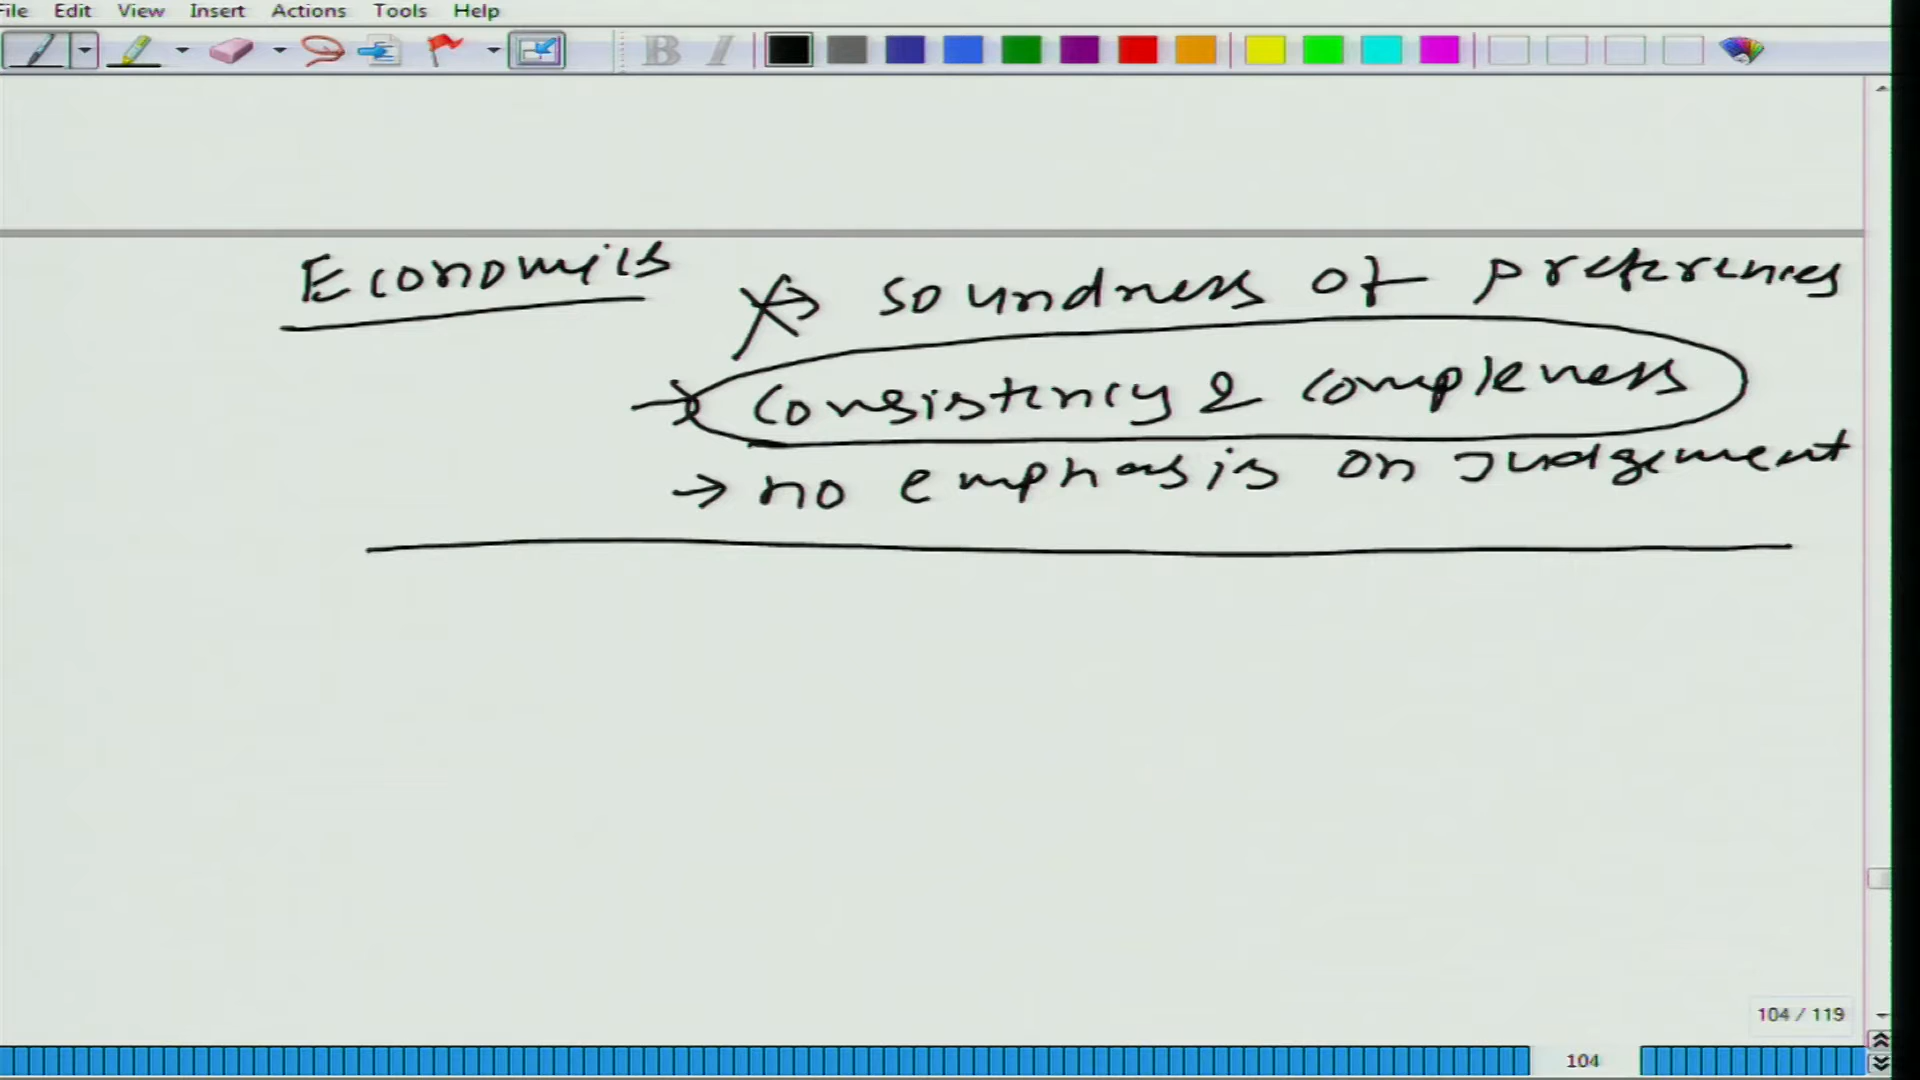 File Edit View Insert Actions Tools Help
B I
Economics
soundness of preferences
→ Consistency & compleness
→ no emphasis on Judgement
104 / 119
104